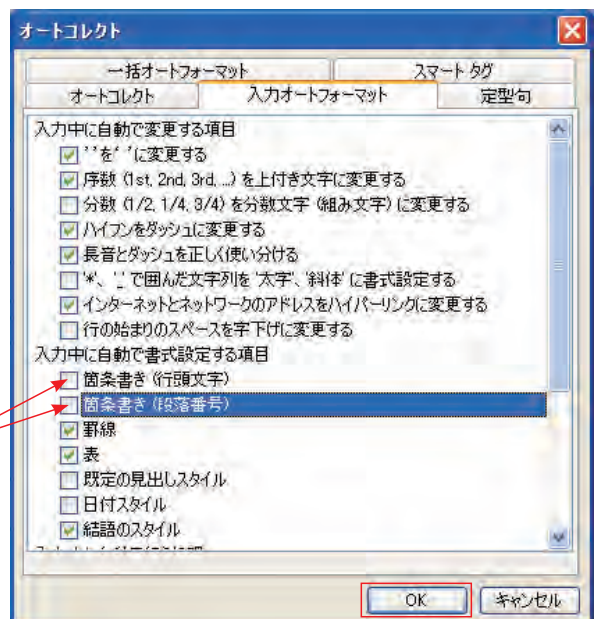 オートコレクト
一括オートフォーマット
スマート タグ
オートコレクト
入力オートフォーマット
定型句
入力中に自動で変更する項目
' 'を' 'に変更する
序数 (1st, 2nd, 3rd, ...) を上付き文字に変更する
分数 (1/2, 1/4, 3/4) を分数文字 (組み文字) に変更する
ハイフンをダッシュに変更する
長音とダッシュを正しく使い分ける
'*'、'_' で囲んだ文字列を '太字'、'斜体' に書式設定する
インターネットとネットワークのアドレスをハイパーリンクに変更する
行の始まりのスペースを字下げに変更する
入力中に自動で書式設定する項目
箇条書き (行頭文字)
箇条書き (段落番号)
罫線
表
既定の見出しスタイル
日付スタイル
結語のスタイル
OK
キャンセル